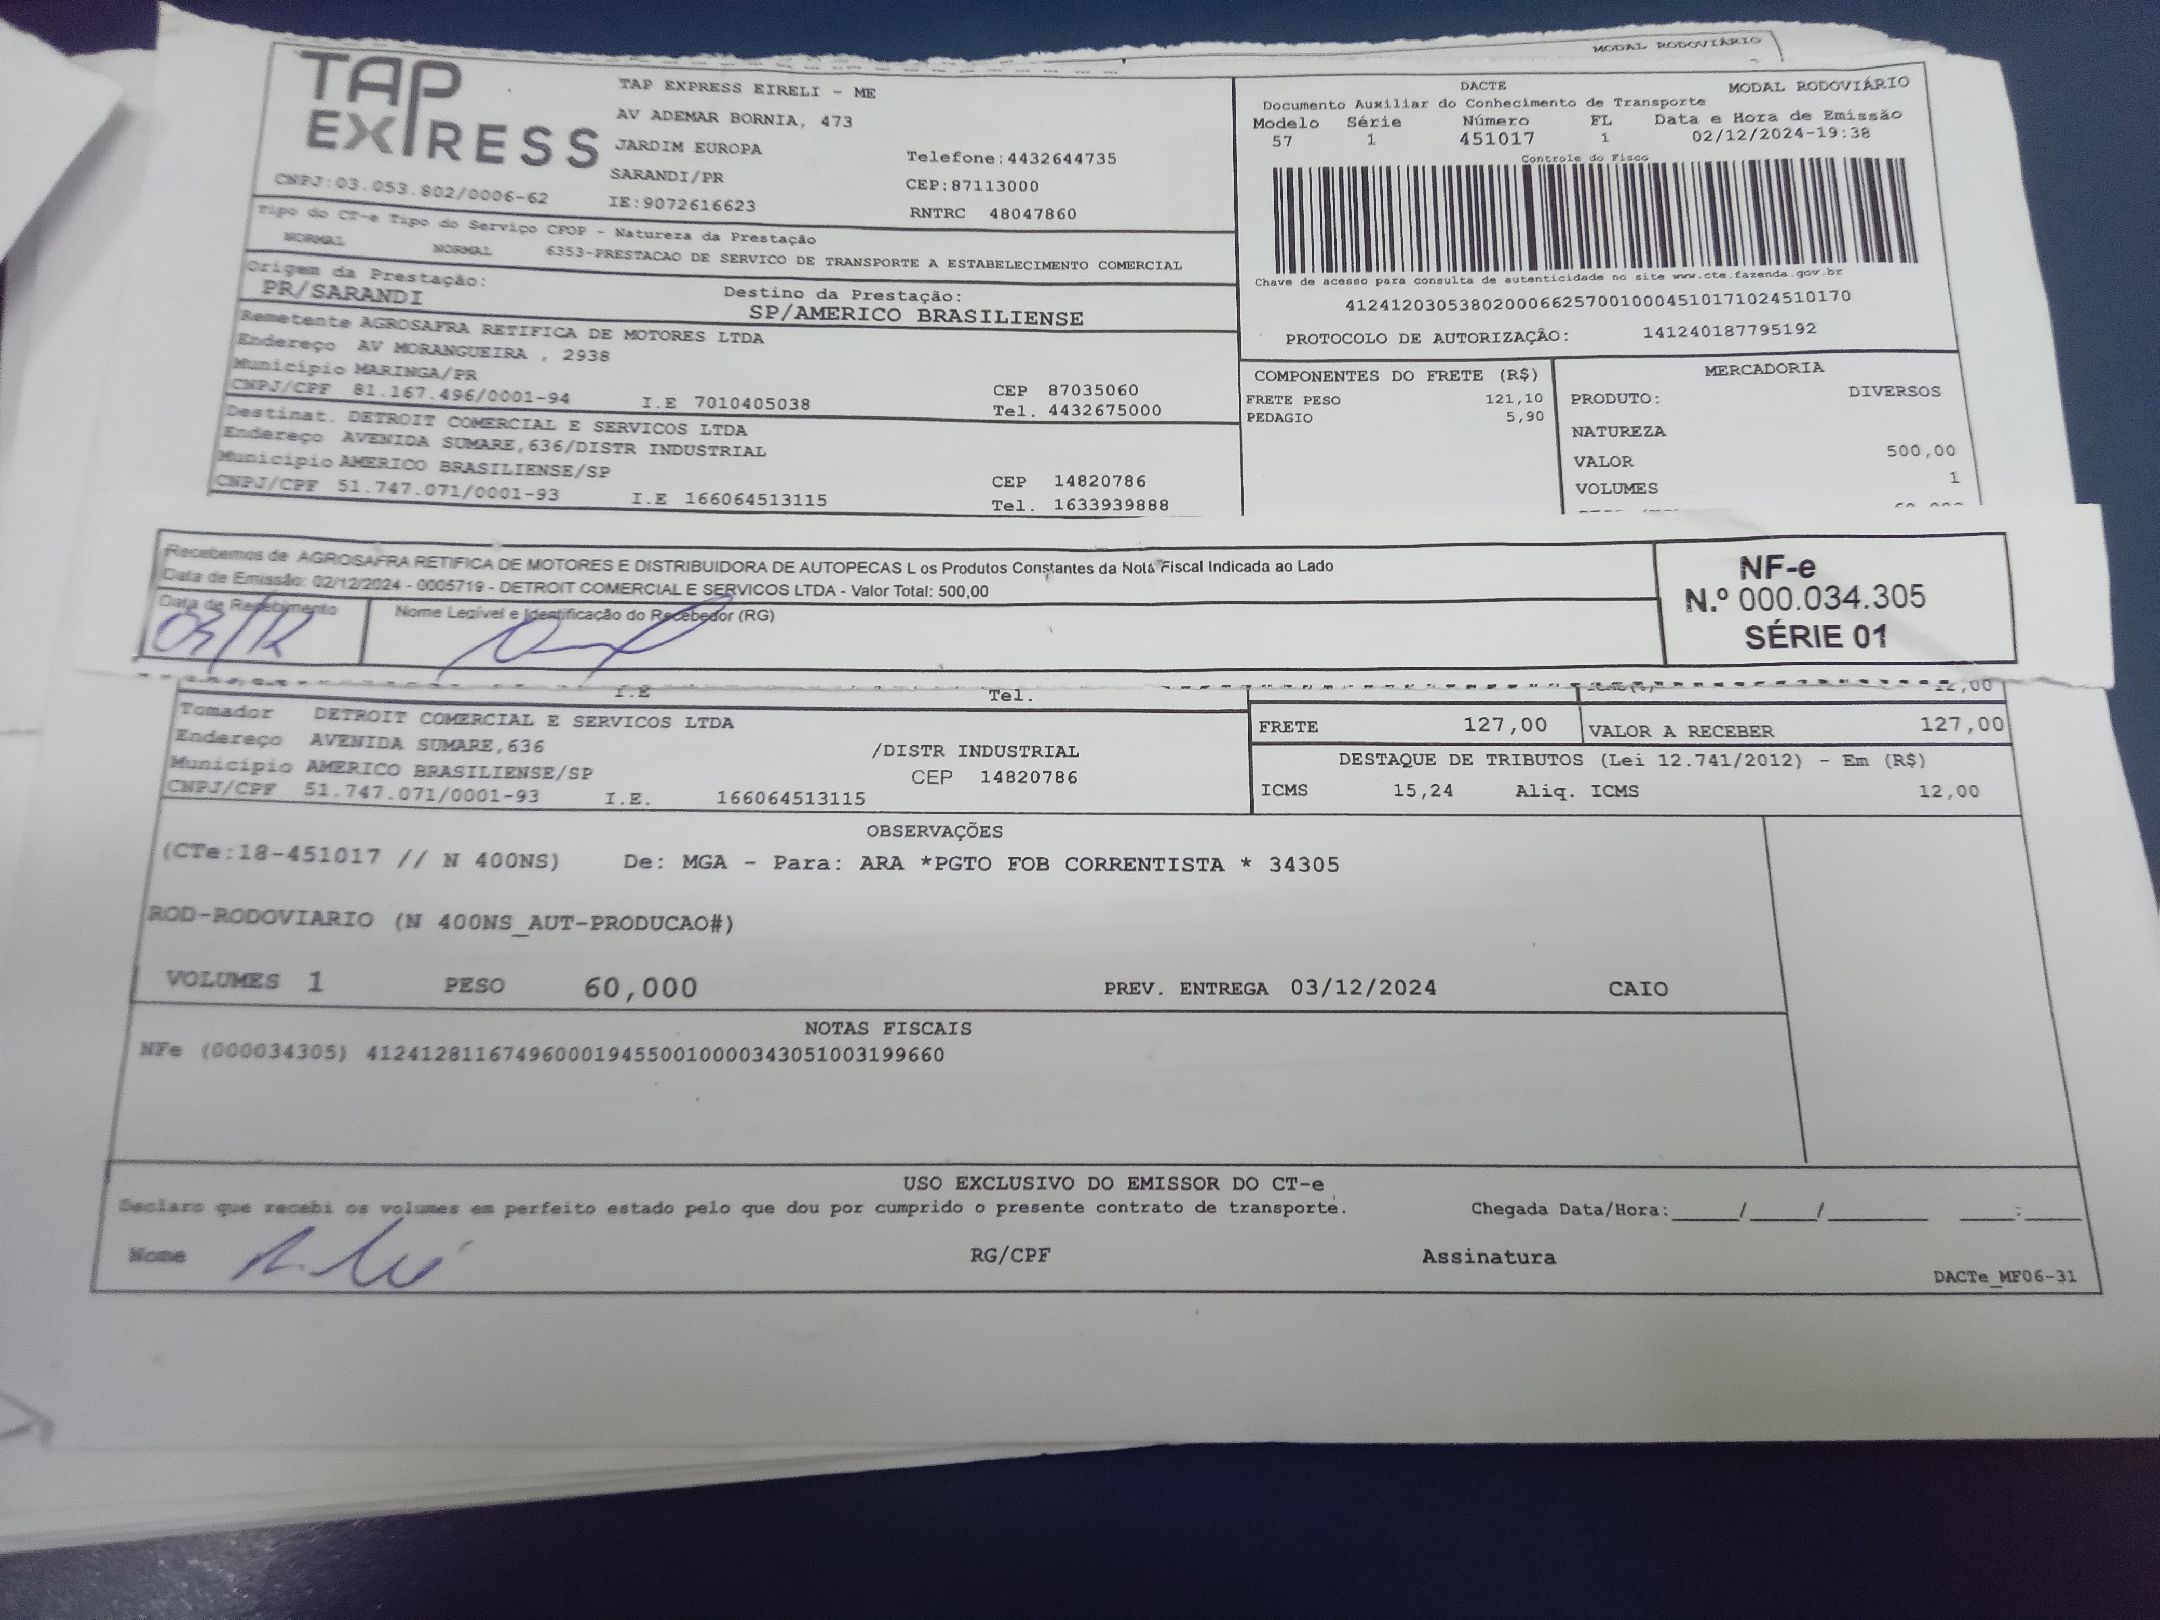 MODAL RODOVIÁRIO
TAP EXPRESS
TAP EXPRESS EIRELI - ME
AV ADEMAR BORNIA, 473
JARDIM EUROPA
Telefone:4432644735
SARANDI/PR
CEP:87113000
CNPJ:03.053.802/0006-62
IE:9072616623
RNTRC 48047860
DACTE
MODAL RODOVIÁRIO
Documento Auxiliar do Conhecimento de Transporte
Modelo Série Número FL Data e Hora de Emissão
57 1 451017 1 02/12/2024-19:38
Controle do Fisco
Chave de acesso para consulta de autenticidade no site www.cte.fazenda.gov.br
41241203053802000662570010004510171024510170
PROTOCOLO DE AUTORIZAÇÃO: 141240187795192
Tipo do CT-e Tipo do Serviço CFOP - Natureza da Prestação
NORMAL NORMAL 6353-PRESTACAO DE SERVICO DE TRANSPORTE A ESTABELECIMENTO COMERCIAL
Origem da Prestação: Destino da Prestação:
PR/SARANDI SP/AMERICO BRASILIENSE
Remetente AGROSAFRA RETIFICA DE MOTORES LTDA
Endereço AV MORANGUEIRA , 2938
Município MARINGA/PR CEP 87035060
CNPJ/CPF 81.167.496/0001-94 I.E 7010405038 Tel. 4432675000
Destinat. DETROIT COMERCIAL E SERVICOS LTDA
Endereço AVENIDA SUMARE,636/DISTR INDUSTRIAL
Município AMERICO BRASILIENSE/SP CEP 14820786
CNPJ/CPF 51.747.071/0001-93 I.E 166064513115 Tel. 1633939888
COMPONENTES DO FRETE (R$)
FRETE PESO 121,10
PEDAGIO 5,90
MERCADORIA
PRODUTO: DIVERSOS
NATUREZA
VALOR 500,00
VOLUMES 1
Recebemos de AGROSAFRA RETIFICA DE MOTORES E DISTRIBUIDORA DE AUTOPECAS L os Produtos Constantes da Nota Fiscal Indicada ao Lado
Data de Emissão: 02/12/2024 - 0005719 - DETROIT COMERCIAL E SERVICOS LTDA - Valor Total: 500,00
Data de Recebimento Nome Legível e Identificação do Recebedor (RG)
03/12
NF-e
N.º 000.034.305
SÉRIE 01
I.E Tel.
12,00
Tomador DETROIT COMERCIAL E SERVICOS LTDA
Endereço AVENIDA SUMARE,636 /DISTR INDUSTRIAL
Município AMERICO BRASILIENSE/SP CEP 14820786
CNPJ/CPF 51.747.071/0001-93 I.E. 166064513115
FRETE 127,00 VALOR A RECEBER 127,00
DESTAQUE DE TRIBUTOS (Lei 12.741/2012) - Em (R$)
ICMS 15,24 Aliq. ICMS 12,00
OBSERVAÇÕES
(CTe:18-451017 // N 400NS) De: MGA - Para: ARA *PGTO FOB CORRENTISTA * 34305
ROD-RODOVIARIO (N 400NS_AUT-PRODUCAO#)
VOLUMES 1 PESO 60,000 PREV. ENTREGA 03/12/2024 CAIO
NOTAS FISCAIS
NFe (000034305) 41241281167496000194550010000343051003199660
USO EXCLUSIVO DO EMISSOR DO CT-e
Declaro que recebi os volumes em perfeito estado pelo que dou por cumprido o presente contrato de transporte. Chegada Data/Hora:_____/_____/_______ ____:____
Nome RG/CPF Assinatura
DACTe_MF06-31